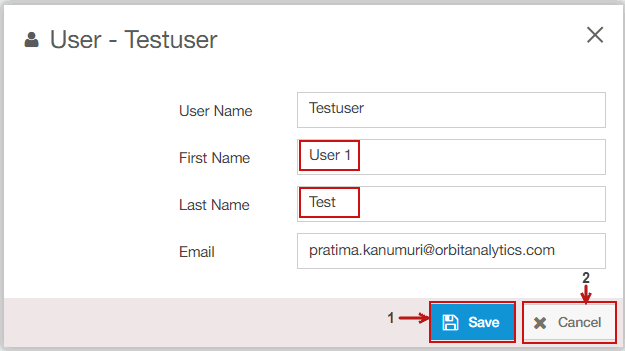 User - Testuser
User Name Testuser
First Name User 1
Last Name Test
Email pratima.kanumuri@orbitanalytics.com
2
1 Save Cancel